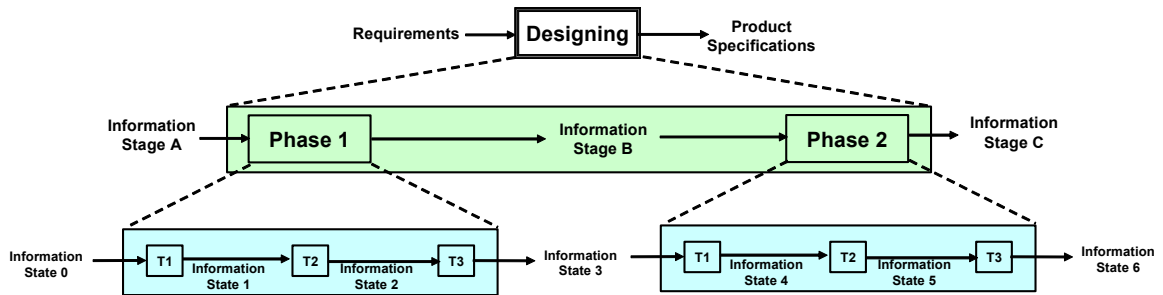 Requirements
Designing
Product
Specifications
Information
Stage A
Phase 1
Information
Stage B
Phase 2
Information
Stage C
Information
State 0
T1
Information
State 1
T2
Information
State 2
T3
Information
State 3
T1
Information
State 4
T2
Information
State 5
T3
Information
State 6